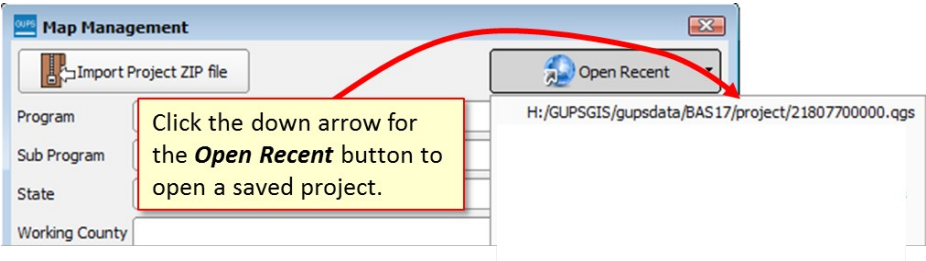 GUPS Map Management
Import Project ZIP file
Open Recent
Program
Sub Program
State
Working County
Click the down arrow for
the Open Recent button to
open a saved project.
H:/GUPSGIS/gupsdata/BAS17/project/21807700000.qgs